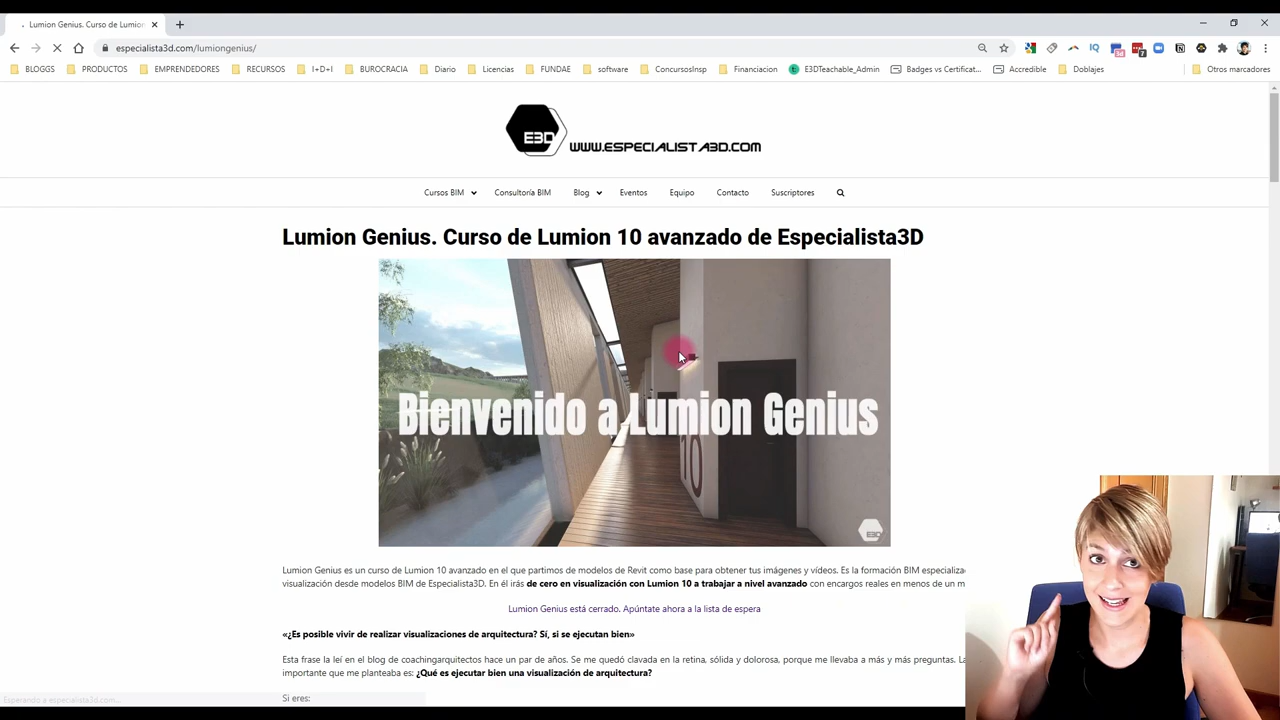 Lumion Genius. Curso de Lumion
especialista3d.com/lumiongenius/
BLOGGS PRODUCTOS EMPRENDEDORES RECURSOS I+D+I BUROCRACIA Diario Licencias FUNDAE software ConcursosInsp Financiacion E3DTeachable_Admin Badges vs Certificat... Accredible Doblajes Otros marcadores
E3D WWW.ESPECIALISTA3D.COM
Cursos BIM Consultoría BIM Blog Eventos Equipo Contacto Suscriptores
Lumion Genius. Curso de Lumion 10 avanzado de Especialista3D
Bienvenido a Lumion Genius
10
Lumion Genius es un curso de Lumion 10 avanzado en el que partimos de modelos de Revit como base para obtener tus imágenes y vídeos. Es la formación BIM especializa
visualización desde modelos BIM de Especialista3D. En él irás de cero en visualización con Lumion 10 a trabajar a nivel avanzado con encargos reales en menos de un m
Lumion Genius está cerrado. Apúntate ahora a la lista de espera
«¿Es posible vivir de realizar visualizaciones de arquitectura? Sí, si se ejecutan bien»
Esta frase la leí en el blog de coachingarquitectos hace un par de años. Se me quedó clavada en la retina, sólida y dolorosa, porque me llevaba a más y más preguntas. La
importante que me planteaba es: ¿Qué es ejecutar bien una visualización de arquitectura?
Si eres:
Esperando a especialista3d.com...